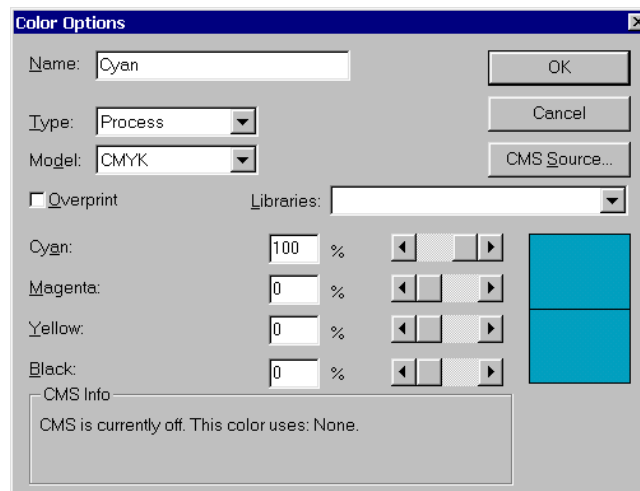 Color Options
Name: Cyan
OK
Type: Process
Cancel
Model: CMYK
CMS Source...
Overprint
Libraries:
Cyan: 100 %
Magenta: 0 %
Yellow: 0 %
Black: 0 %
CMS Info
CMS is currently off. This color uses: None.